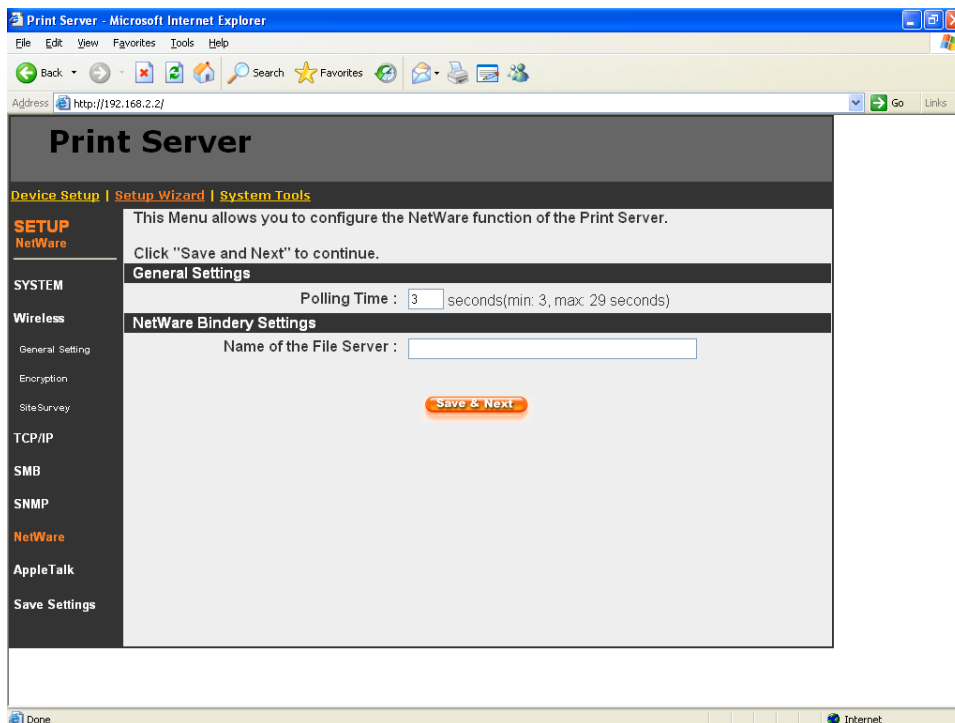 Print Server - Microsoft Internet Explorer
File Edit View Favorites Tools Help
Back Search Favorites
Address http://192.168.2.2/ Go Links
Print Server
Device Setup | Setup Wizard | System Tools
SETUP
NetWare
SYSTEM
Wireless
General Setting
Encryption
SiteSurvey
TCP/IP
SMB
SNMP
NetWare
AppleTalk
Save Settings
This Menu allows you to configure the NetWare function of the Print Server.
Click "Save and Next" to continue.
General Settings
Polling Time : 3 seconds(min: 3, max: 29 seconds)
NetWare Bindery Settings
Name of the File Server :
Save & Next
Done Internet